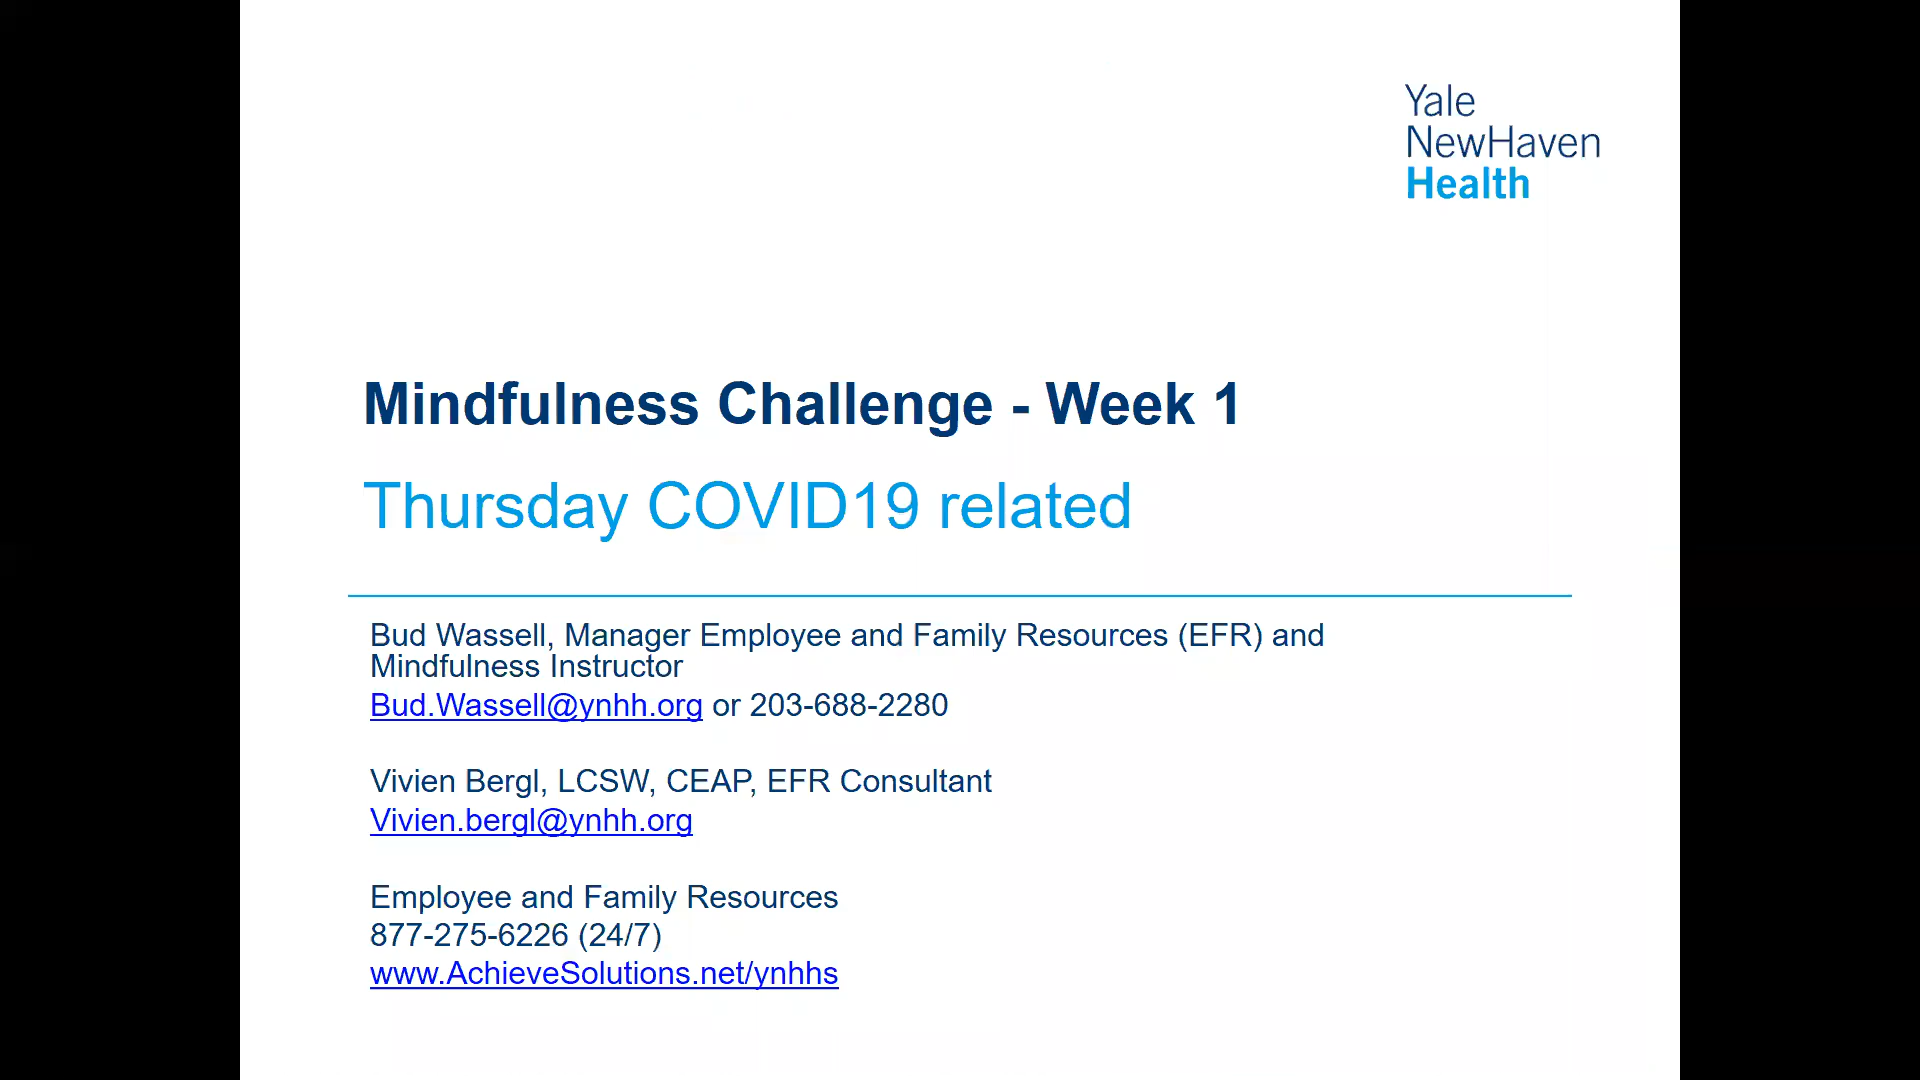 Yale
NewHaven
Health
Mindfulness Challenge - Week 1
Thursday COVID19 related
Bud Wassell, Manager Employee and Family Resources (EFR) and
Mindfulness Instructor
Bud.Wassell@ynhh.org or 203-688-2280
Vivien Bergl, LCSW, CEAP, EFR Consultant
Vivien.bergl@ynhh.org
Employee and Family Resources
877-275-6226 (24/7)
www.AchieveSolutions.net/ynhhs